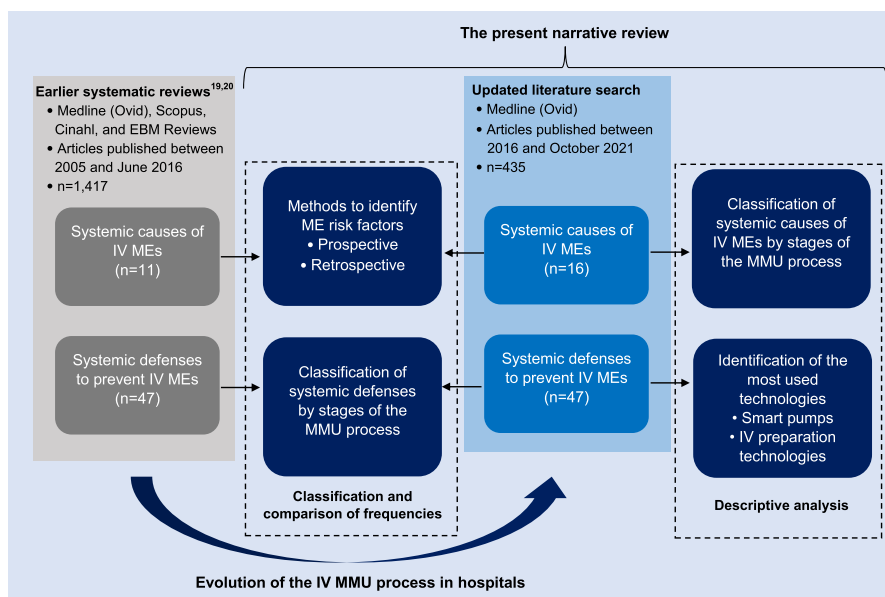 The present narrative review
Earlier systematic reviews19,20
• Medline (Ovid), Scopus,
Cinahl, and EBM Reviews
• Articles published between
2005 and June 2016
• n=1,417
Systemic causes of
IV MEs
(n=11)
Systemic defenses
to prevent IV MEs
(n=47)
Methods to identify
ME risk factors
• Prospective
• Retrospective
Classification of
systemic defenses
by stages of the
MMU process
Classification and
comparison of frequencies
Updated literature search
• Medline (Ovid)
• Articles published between
2016 and October 2021
• n=435
Systemic causes of
IV MEs
(n=16)
Systemic defenses
to prevent IV MEs
(n=47)
Classification of
systemic causes of
IV MEs by stages of
the MMU process
Identification of the
most used
technologies
• Smart pumps
• IV preparation
technologies
Descriptive analysis
Evolution of the IV MMU process in hospitals